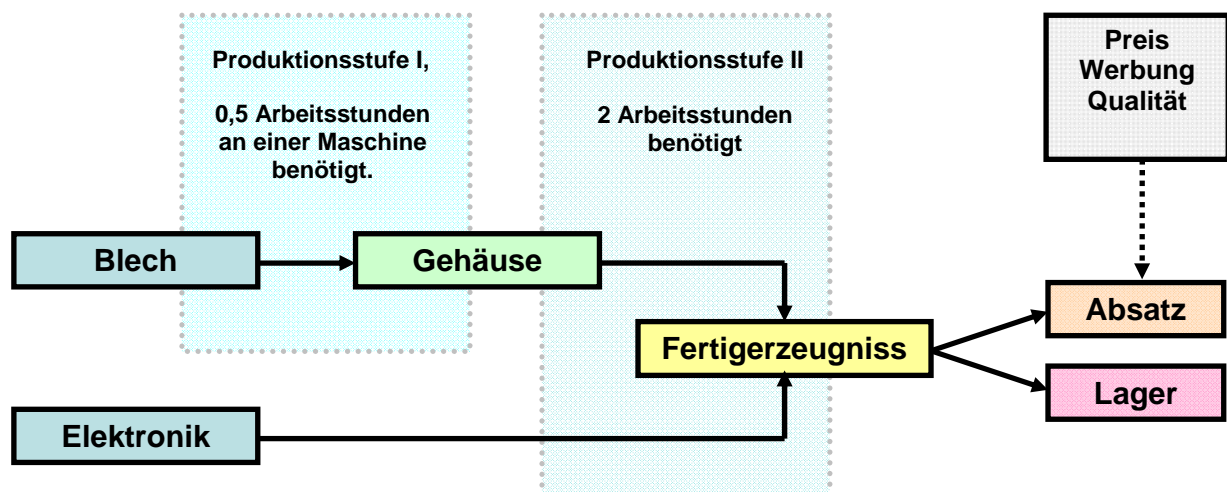 Produktionsstufe I,
0,5 Arbeitsstunden
an einer Maschine
benötigt.
Produktionsstufe II
2 Arbeitsstunden
benötigt
Preis
Werbung
Qualität
Blech
Gehäuse
Fertigerzeugniss
Absatz
Lager
Elektronik